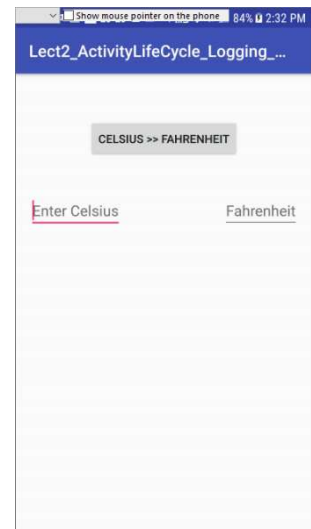 Show mouse pointer on the phone 84% 2:32 PM
Lect2_ActivityLifeCycle_Logging_...
CELSIUS >> FAHRENHEIT
Enter Celsius Fahrenheit